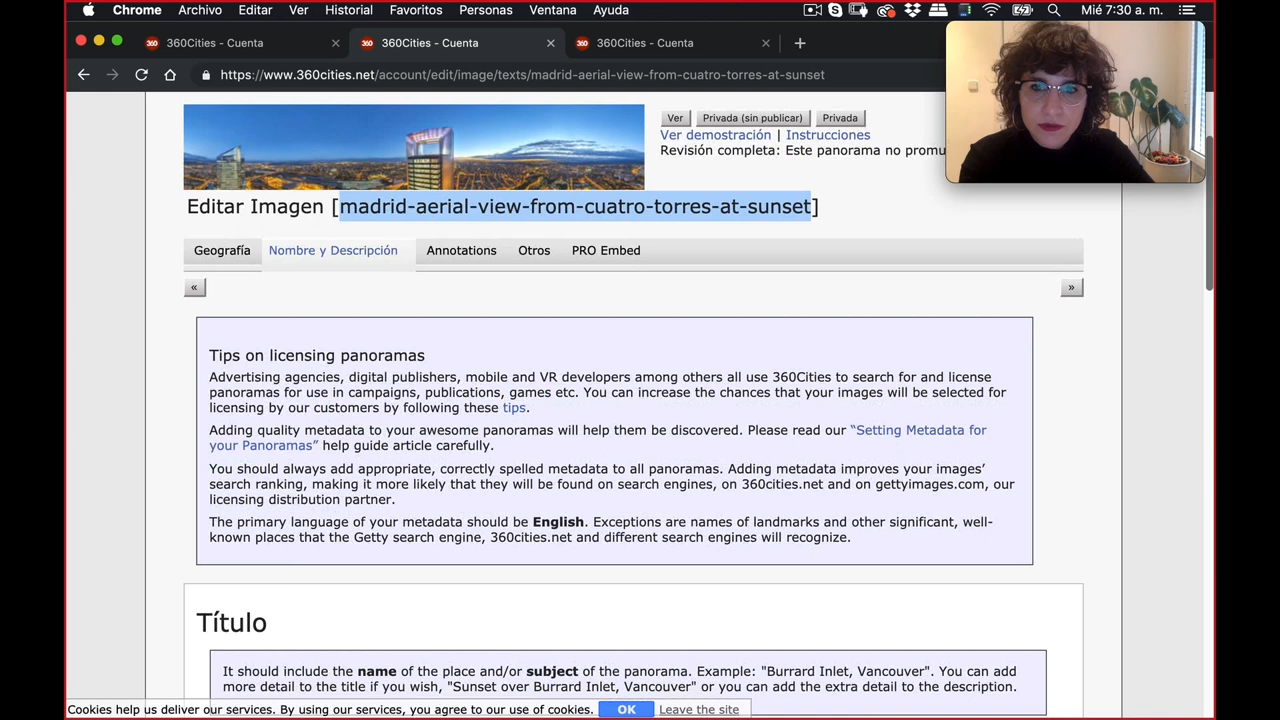 Chrome Archivo Editar Ver Historial Favoritos Personas Ventana Ayuda Mié 7:30 a. m.
360Cities - Cuenta 360Cities - Cuenta 360Cities - Cuenta
https://www.360cities.net/account/edit/image/texts/madrid-aerial-view-from-cuatro-torres-at-sunset
Ver Privada (sin publicar) Privada
Ver demostración | Instrucciones
Revisión completa: Este panorama no promu
Editar Imagen [madrid-aerial-view-from-cuatro-torres-at-sunset]
Geografía Nombre y Descripción Annotations Otros PRO Embed
« »
Tips on licensing panoramas
Advertising agencies, digital publishers, mobile and VR developers among others all use 360Cities to search for and license
panoramas for use in campaigns, publications, games etc. You can increase the chances that your images will be selected for
licensing by our customers by following these tips.
Adding quality metadata to your awesome panoramas will help them be discovered. Please read our “Setting Metadata for
your Panoramas” help guide article carefully.
You should always add appropriate, correctly spelled metadata to all panoramas. Adding metadata improves your images’
search ranking, making it more likely that they will be found on search engines, on 360cities.net and on gettyimages.com, our
licensing distribution partner.
The primary language of your metadata should be English. Exceptions are names of landmarks and other significant, well-
known places that the Getty search engine, 360cities.net and different search engines will recognize.
Título
It should include the name of the place and/or subject of the panorama. Example: "Burrard Inlet, Vancouver". You can add
more detail to the title if you wish, "Sunset over Burrard Inlet, Vancouver" or you can add the extra detail to the description.
Cookies help us deliver our services. By using our services, you agree to our use of cookies. OK Leave the site